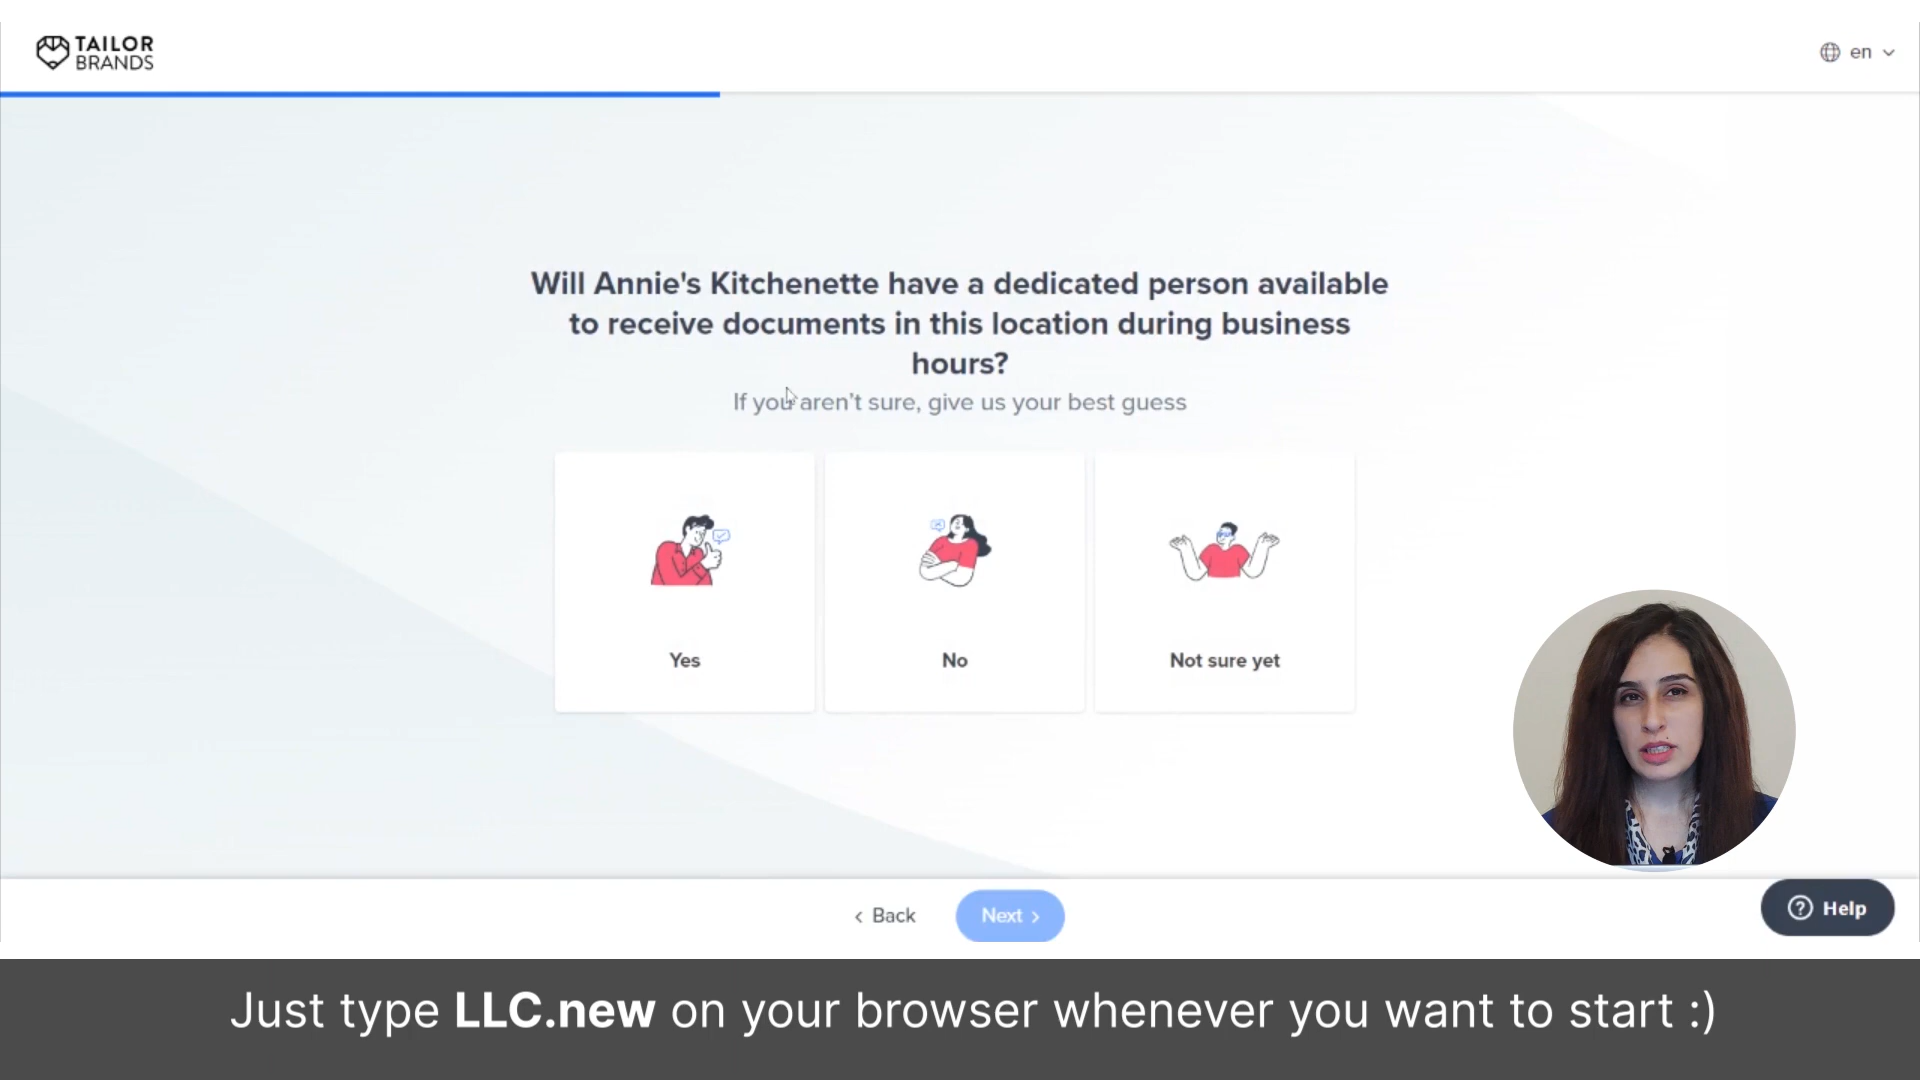 TAILOR
BRANDS
en
Will Annie's Kitchenette have a dedicated person available
to receive documents in this location during business
hours?
If you aren't sure, give us your best guess
Yes
No
Not sure yet
Back
Next
Help
Just type LLC.new on your browser whenever you want to start :)